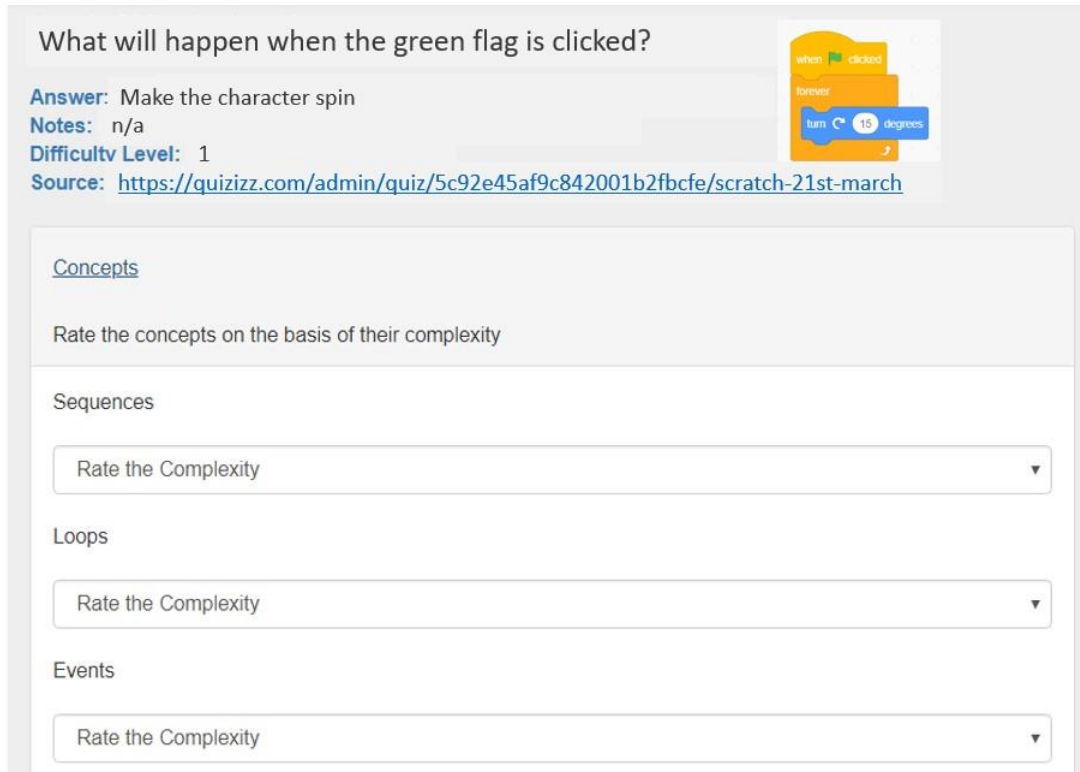 What will happen when the green flag is clicked?
when clicked
forever
turn 15 degrees
Answer: Make the character spin
Notes: n/a
Difficulty Level: 1
Source: https://quizizz.com/admin/quiz/5c92e45af9c842001b2fbcfe/scratch-21st-march
Concepts
Rate the concepts on the basis of their complexity
Sequences
Rate the Complexity
Loops
Rate the Complexity
Events
Rate the Complexity